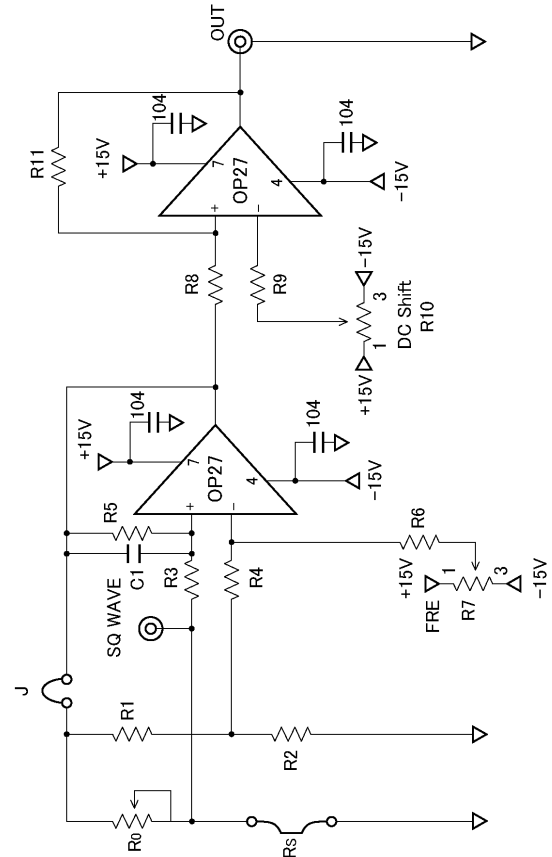 OUT
104
+15V
7
R11
OP27
4
104
−15V
+
−
R8
R9
−15V
3
1
+15V
DC Shift
R10
104
+15V
7
OP27
4
104
−15V
+
−
R5
C1
R3
R4
R6
SQ WAVE
+15V
1
FRE
R7
3
−15V
J
R1
R2
R0
Rs